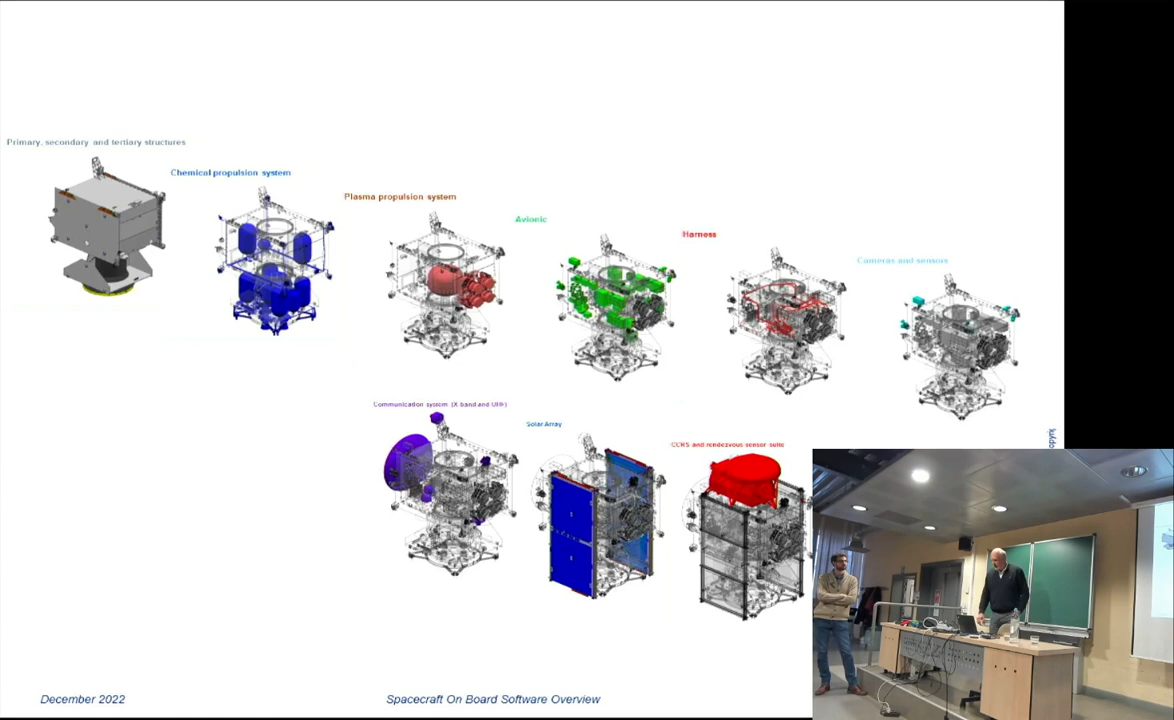 Primary, secondary and tertiary structures
Chemical propulsion system
Plasma propulsion system
Avionic
Harness
Cameras and sensors
Communication system (X band and UHF)
Solar Array
CCRS and rendezvous sensor suite
December 2022
Spacecraft On Board Software Overview